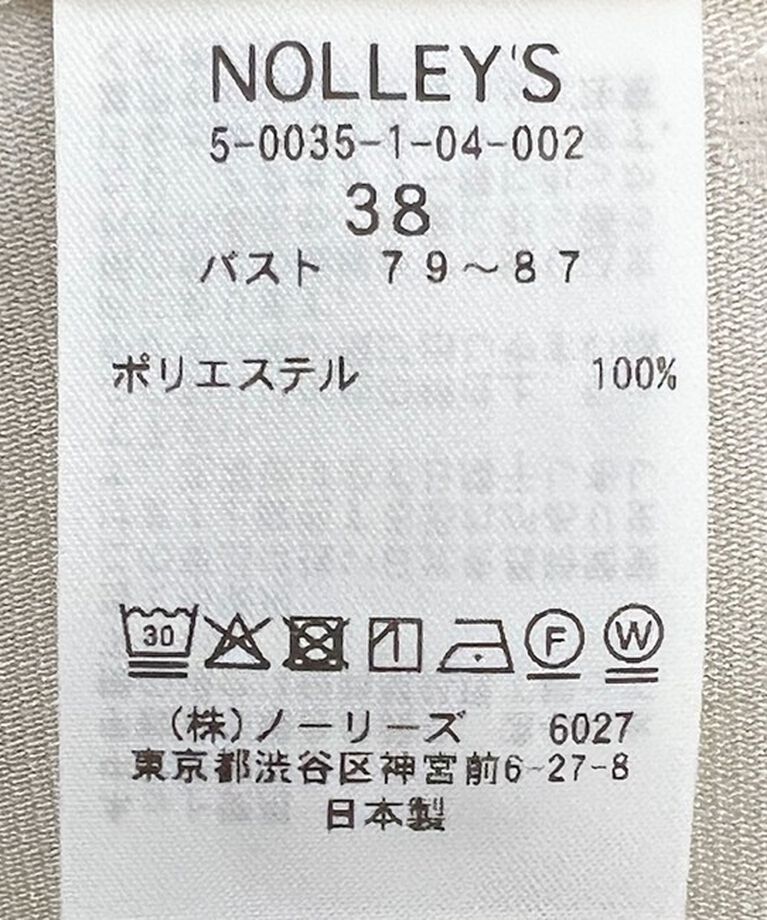 NOLLEY'S
5-0035-1-04-002
38
バスト 79～87
ポリエステル 100%
30 F W
(株)ノーリーズ 6027
東京都渋谷区神宮前6-27-8
日本製